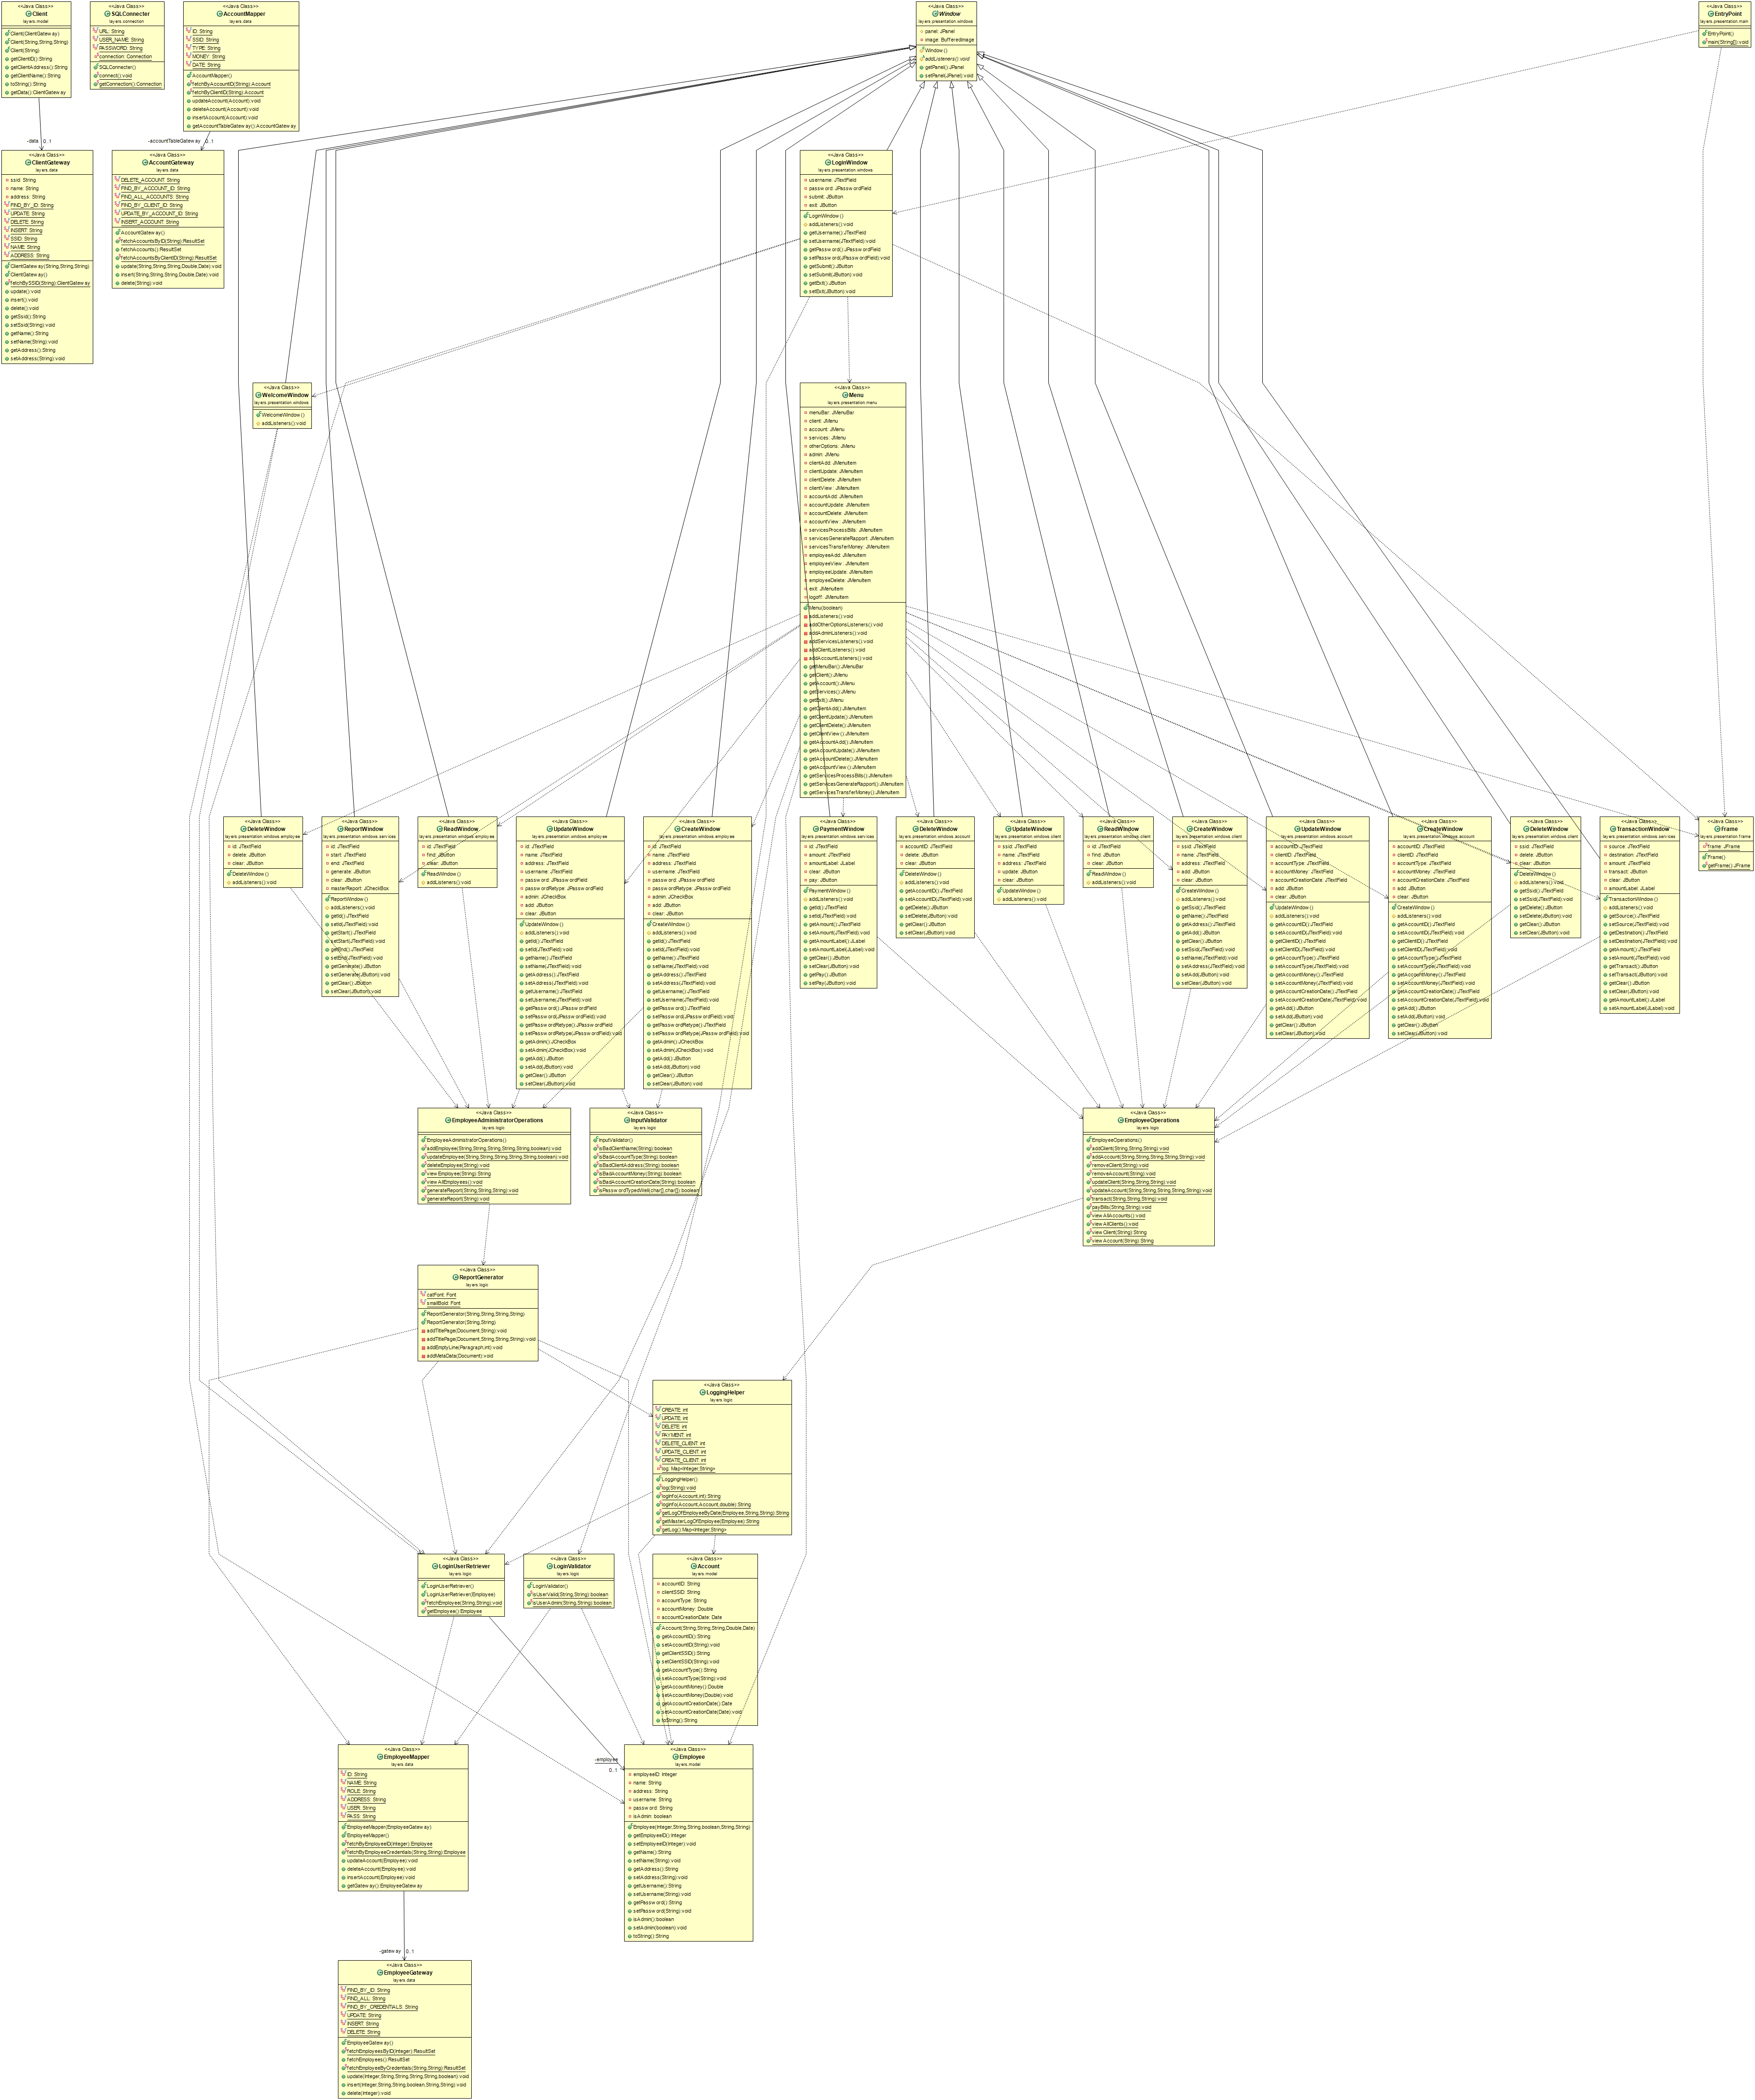 <<Java Class>>
Client
layers.model
Client(ClientGateway)
Client(String,String,String)
Client(String)
getClientID():String
getClientAddress():String
getClientName():String
toString():String
getData():ClientGateway
<<Java Class>>
SQLConnecter
layers.connection
URL: String
USER_NAME: String
PASSWORD: String
connection: Connection
SQLConnecter()
connect():void
getConnection():Connection
<<Java Class>>
AccountMapper
layers.data
ID: String
SSID: String
TYPE: String
MONEY: String
DATE: String
AccountMapper()
fetchByAccountID(String):Account
fetchByClientID(String):Account
updateAccount(Account):void
deleteAccount(Account):void
insertAccount(Account):void
getAccountTableGateway():AccountGateway
<<Java Class>>
Window
layers.presentation.windows
panel: JPanel
image: BufferedImage
Window()
addListeners():void
getPanel():JPanel
setPanel(JPanel):void
<<Java Class>>
EntryPoint
layers.presentation.main
EntryPoint()
main(String[]):void
-data
0..1
-accountTableGateway
0..1
<<Java Class>>
ClientGateway
layers.data
ssid: String
name: String
address: String
FIND_BY_ID: String
UPDATE: String
DELETE: String
INSERT: String
SSID: String
NAME: String
ADDRESS: String
ClientGateway(String,String,String)
ClientGateway()
fetchBySSID(String):ClientGateway
update():void
insert():void
delete():void
getSsid():String
setSsid(String):void
getName():String
setName(String):void
getAddress():String
setAddress(String):void
<<Java Class>>
AccountGateway
layers.data
DELETE_ACCOUNT: String
FIND_BY_ACCOUNT_ID: String
FIND_ALL_ACCOUNTS: String
FIND_BY_CLIENT_ID: String
UPDATE_BY_ACCOUNT_ID: String
INSERT_ACCOUNT: String
AccountGateway()
fetchAccountsByID(String):ResultSet
fetchAccounts():ResultSet
fetchAccountsByClientID(String):ResultSet
update(String,String,String,Double,Date):void
insert(String,String,String,Double,Date):void
delete(String):void
<<Java Class>>
LoginWindow
layers.presentation.windows
username: JTextField
password: JPasswordField
submit: JButton
exit: JButton
LoginWindow()
addListeners():void
getUsername():JTextField
setUsername(JTextField):void
getPassword():JPasswordField
setPassword(JPasswordField):void
getSubmit():JButton
setSubmit(JButton):void
getExit():JButton
setExit(JButton):void
<<Java Class>>
WelcomeWindow
layers.presentation.windows
WelcomeWindow()
addListeners():void
<<Java Class>>
Menu
layers.presentation.menu
menuBar: JMenuBar
client: JMenu
account: JMenu
services: JMenu
otherOptions: JMenu
admin: JMenu
clientAdd: JMenuItem
clientUpdate: JMenuItem
clientDelete: JMenuItem
clientView: JMenuItem
accountAdd: JMenuItem
accountUpdate: JMenuItem
accountDelete: JMenuItem
accountView: JMenuItem
servicesProcessBills: JMenuItem
servicesGenerateRapport: JMenuItem
servicesTransferMoney: JMenuItem
employeeAdd: JMenuItem
employeeView: JMenuItem
employeeUpdate: JMenuItem
employeeDelete: JMenuItem
exit: JMenuItem
logoff: JMenuItem
Menu(boolean)
addListeners():void
addOtherOptionsListeners():void
addAdminListeners():void
addServicesListeners():void
addClientListeners():void
addAccountListeners():void
getMenuBar():JMenuBar
getClient():JMenu
getAccount():JMenu
getServices():JMenu
getExit():JMenu
getClientAdd():JMenuItem
getClientUpdate():JMenuItem
getClientDelete():JMenuItem
getClientView():JMenuItem
getAccountAdd():JMenuItem
getAccountUpdate():JMenuItem
getAccountDelete():JMenuItem
getAccountView():JMenuItem
getServicesProcessBills():JMenuItem
getServicesGenerateRapport():JMenuItem
getServicesTransferMoney():JMenuItem
<<Java Class>>
DeleteWindow
layers.presentation.windows.employee
id: JTextField
delete: JButton
clear: JButton
DeleteWindow()
addListeners():void
<<Java Class>>
ReportWindow
layers.presentation.windows.services
id: JTextField
start: JTextField
end: JTextField
generate: JButton
clear: JButton
masterReport: JCheckBox
ReportWindow()
addListeners():void
getId():JTextField
setId(JTextField):void
getStart():JTextField
setStart(JTextField):void
getEnd():JTextField
setEnd(JTextField):void
getGenerate():JButton
setGenerate(JButton):void
getClear():JButton
setClear(JButton):void
<<Java Class>>
ReadWindow
layers.presentation.windows.employee
id: JTextField
find: JButton
clear: JButton
ReadWindow()
addListeners():void
<<Java Class>>
UpdateWindow
layers.presentation.windows.employee
id: JTextField
name: JTextField
address: JTextField
username: JTextField
password: JPasswordField
passwordRetype: JPasswordField
admin: JCheckBox
add: JButton
clear: JButton
UpdateWindow()
addListeners():void
getId():JTextField
setId(JTextField):void
getName():JTextField
setName(JTextField):void
getAddress():JTextField
setAddress(JTextField):void
getUsername():JTextField
setUsername(JTextField):void
getPassword():JPasswordField
setPassword(JPasswordField):void
getPasswordRetype():JPasswordField
setPasswordRetype(JPasswordField):void
getAdmin():JCheckBox
setAdmin(JCheckBox):void
getAdd():JButton
setAdd(JButton):void
getClear():JButton
setClear(JButton):void
<<Java Class>>
CreateWindow
layers.presentation.windows.employee
id: JTextField
name: JTextField
address: JTextField
username: JTextField
password: JPasswordField
passwordRetype: JPasswordField
admin: JCheckBox
add: JButton
clear: JButton
CreateWindow()
addListeners():void
getId():JTextField
setId(JTextField):void
getName():JTextField
setName(JTextField):void
getAddress():JTextField
setAddress(JTextField):void
getUsername():JTextField
setUsername(JTextField):void
getPassword():JTextField
setPassword(JPasswordField):void
getPasswordRetype():JTextField
setPasswordRetype(JPasswordField):void
getAdmin():JCheckBox
setAdmin(JCheckBox):void
getAdd():JButton
setAdd(JButton):void
getClear():JButton
setClear(JButton):void
<<Java Class>>
PaymentWindow
layers.presentation.windows.services
id: JTextField
amount: JTextField
amountLabel: JLabel
clear: JButton
pay: JButton
PaymentWindow()
addListeners():void
getId():JTextField
setId(JTextField):void
getAmount():JTextField
setAmount(JTextField):void
getAmountLabel():JLabel
setAmountLabel(JLabel):void
getClear():JButton
setClear(JButton):void
getPay():JButton
setPay(JButton):void
<<Java Class>>
DeleteWindow
layers.presentation.windows.account
accountID: JTextField
delete: JButton
clear: JButton
DeleteWindow()
addListeners():void
getAccountID():JTextField
setAccountID(JTextField):void
getDelete():JButton
setDelete(JButton):void
getClear():JButton
setClear(JButton):void
<<Java Class>>
UpdateWindow
layers.presentation.windows.client
ssid: JTextField
name: JTextField
address: JTextField
update: JButton
clear: JButton
UpdateWindow()
addListeners():void
<<Java Class>>
ReadWindow
layers.presentation.windows.client
id: JTextField
find: JButton
clear: JButton
ReadWindow()
addListeners():void
<<Java Class>>
CreateWindow
layers.presentation.windows.client
ssid: JTextField
name: JTextField
address: JTextField
add: JButton
clear: JButton
CreateWindow()
addListeners():void
getSsid():JTextField
getName():JTextField
getAddress():JTextField
getAdd():JButton
getClear():JButton
setSsid(JTextField):void
setName(JTextField):void
setAddress(JTextField):void
setAdd(JButton):void
setClear(JButton):void
<<Java Class>>
UpdateWindow
layers.presentation.windows.account
accountID: JTextField
clientID: JTextField
accountType: JTextField
accountMoney: JTextField
accountCreationDate: JTextField
add: JButton
clear: JButton
UpdateWindow()
addListeners():void
getAccountID():JTextField
setAccountID(JTextField):void
getClientID():JTextField
setClientID(JTextField):void
getAccountType():JTextField
setAccountType(JTextField):void
getAccountMoney():JTextField
setAccountMoney(JTextField):void
getAccountCreationDate():JTextField
setAccountCreationDate(JTextField):void
getAdd():JButton
setAdd(JButton):void
getClear():JButton
setClear(JButton):void
<<Java Class>>
CreateWindow
layers.presentation.windows.account
accountID: JTextField
clientID: JTextField
accountType: JTextField
accountMoney: JTextField
accountCreationDate: JTextField
add: JButton
clear: JButton
CreateWindow()
addListeners():void
getAccountID():JTextField
setAccountID(JTextField):void
getClientID():JTextField
setClientID(JTextField):void
getAccountType():JTextField
setAccountType(JTextField):void
getAccountMoney():JTextField
setAccountMoney(JTextField):void
getAccountCreationDate():JTextField
setAccountCreationDate(JTextField):void
getAdd():JButton
setAdd(JButton):void
getClear():JButton
setClear(JButton):void
<<Java Class>>
DeleteWindow
layers.presentation.windows.client
ssid: JTextField
delete: JButton
clear: JButton
DeleteWindow()
addListeners():void
getSsid():JTextField
setSsid(JTextField):void
getDelete():JButton
setDelete(JButton):void
getClear():JButton
setClear(JButton):void
<<Java Class>>
TransactionWindow
layers.presentation.windows.services
source: JTextField
destination: JTextField
amount: JTextField
transact: JButton
clear: JButton
amountLabel: JLabel
TransactionWindow()
addListeners():void
getSource():JTextField
setSource(JTextField):void
getDestination():JTextField
setDestination(JTextField):void
getAmount():JTextField
setAmount(JTextField):void
getTransact():JButton
setTransact(JButton):void
getClear():JButton
setClear(JButton):void
getAmountLabel():JLabel
setAmountLabel(JLabel):void
<<Java Class>>
Frame
layers.presentation.frame
frame: JFrame
Frame()
getFrame():JFrame
<<Java Class>>
EmployeeAdministratorOperations
layers.logic
EmployeeAdministratorOperations()
addEmployee(String,String,String,String,String,boolean):void
updateEmployee(String,String,String,String,String,boolean):void
deleteEmployee(String):void
viewEmployee(String):String
viewAllEmployees():void
generateReport(String,String,String):void
generateReport(String):void
<<Java Class>>
InputValidator
layers.logic
InputValidator()
isBadClientName(String):boolean
isBadAccountType(String):boolean
isBadClientAddress(String):boolean
isBadAccountMoney(String):boolean
isBadAccountCreationDate(String):boolean
isPasswordTypedWell(char[],char[]):boolean
<<Java Class>>
EmployeeOperations
layers.logic
EmployeeOperations()
addClient(String,String,String):void
addAccount(String,String,String,String,String):void
removeClient(String):void
removeAccount(String):void
updateClient(String,String,String):void
updateAccount(String,String,String,String,String):void
transact(String,String,String):void
payBills(String,String):void
viewAllAccounts():void
viewAllClients():void
viewClient(String):String
viewAccount(String):String
<<Java Class>>
ReportGenerator
layers.logic
catFont: Font
smallBold: Font
ReportGenerator(String,String,String,String)
ReportGenerator(String,String)
addTitlePage(Document,String):void
addTitlePage(Document,String,String,String):void
addEmptyLine(Paragraph,int):void
addMetaData(Document):void
<<Java Class>>
LoggingHelper
layers.logic
CREATE: int
UPDATE: int
DELETE: int
PAYMENT: int
DELETE_CLIENT: int
UPDATE_CLIENT: int
CREATE_CLIENT: int
log: Map<Integer,String>
LoggingHelper()
log(String):void
logInfo(Account,int):String
logInfo(Account,Account,double):String
getLogOfEmployeeByDate(Employee,String,String):String
getMasterLogOfEmployee(Employee):String
getLog():Map<Integer,String>
<<Java Class>>
LoginUserRetriever
layers.logic
LoginUserRetriever()
LoginUserRetriever(Employee)
fetchEmployee(String,String):void
getEmployee():Employee
<<Java Class>>
LoginValidator
layers.logic
LoginValidator()
isUserValid(String,String):boolean
isUserAdmin(String,String):boolean
<<Java Class>>
Account
layers.model
accountID: String
clientSSID: String
accountType: String
accountMoney: Double
accountCreationDate: Date
Account(String,String,String,Double,Date)
getAccountID():String
setAccountID(String):void
getClientSSID():String
setClientSSID(String):void
getAccountType():String
setAccountType(String):void
getAccountMoney():Double
setAccountMoney(Double):void
getAccountCreationDate():Date
setAccountCreationDate(Date):void
toString():String
<<Java Class>>
EmployeeMapper
layers.data
ID: String
NAME: String
ROLE: String
ADDRESS: String
USER: String
PASS: String
EmployeeMapper(EmployeeGateway)
EmployeeMapper()
fetchByEmployeeID(Integer):Employee
fetchByEmployeeCredentials(String,String):Employee
updateAccount(Employee):void
deleteAccount(Employee):void
insertAccount(Employee):void
getGateway():EmployeeGateway
-employee
0..1
<<Java Class>>
Employee
layers.model
employeeID: Integer
name: String
address: String
username: String
password: String
isAdmin: boolean
Employee(Integer,String,String,boolean,String,String)
getEmployeeID():Integer
setEmployeeID(Integer):void
getName():String
setName(String):void
getAddress():String
setAddress(String):void
getUsername():String
setUsername(String):void
getPassword():String
setPassword(String):void
isAdmin():boolean
setAdmin(boolean):void
toString():String
-gateway
0..1
<<Java Class>>
EmployeeGateway
layers.data
FIND_BY_ID: String
FIND_ALL: String
FIND_BY_CREDENTIALS: String
UPDATE: String
INSERT: String
DELETE: String
EmployeeGateway()
fetchEmployeesByID(Integer):ResultSet
fetchEmployees():ResultSet
fetchEmployeeByCredentials(String,String):ResultSet
update(Integer,String,String,String,String,boolean):void
insert(Integer,String,String,boolean,String,String):void
delete(Integer):void